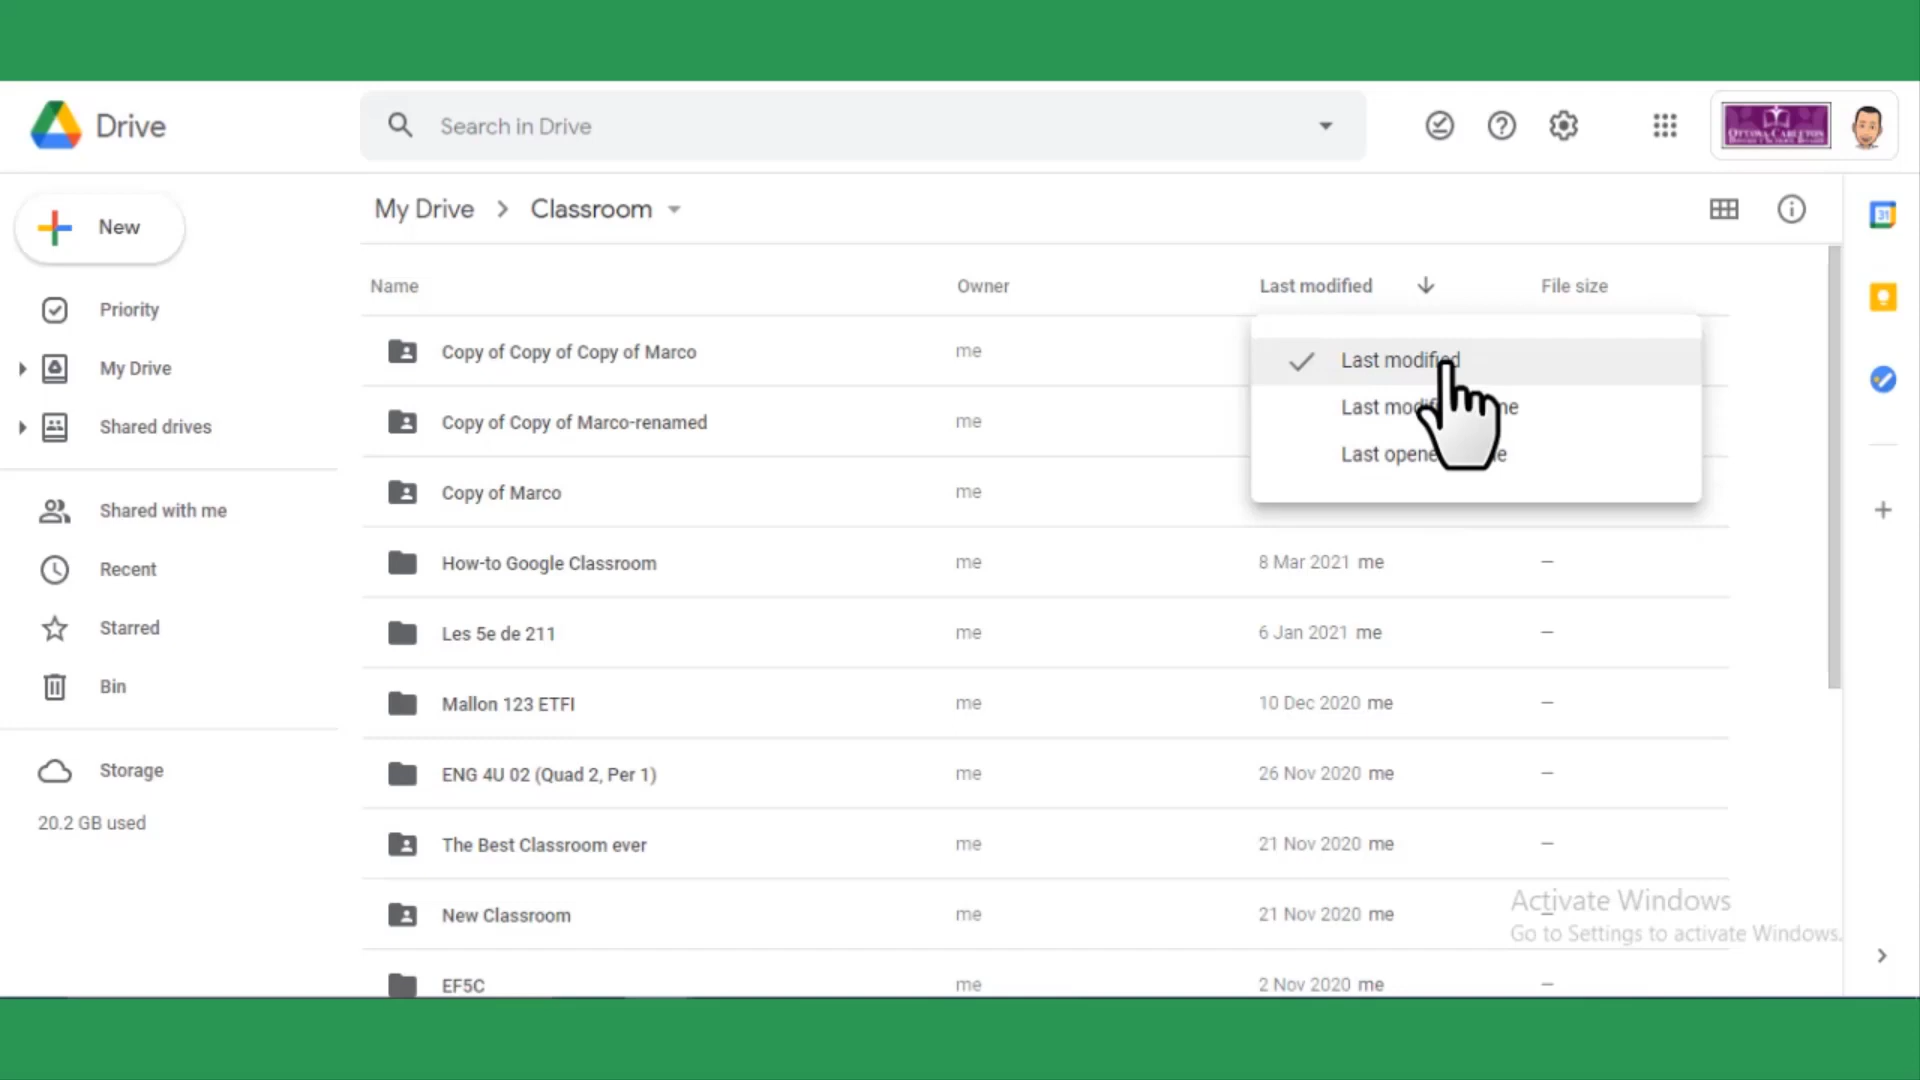 Drive
Search in Drive
OTTAWA-CARLETON
New
My Drive
Classroom
31
Name
Owner
Last modified
File size
Priority
My Drive
Shared drives
Shared with me
Recent
Starred
Bin
Storage
20.2 GB used
Copy of Copy of Copy of Marco me
Last modified
Last me
Last
Copy of Copy of Marco-renamed me
Copy of Marco me
How-to Google Classroom me 8 Mar 2021 me –
Les 5e de 211 me 6 Jan 2021 me –
Mallon 123 ETFI me 10 Dec 2020 me –
ENG 4U 02 (Quad 2, Per 1) me 26 Nov 2020 me –
The Best Classroom ever me 21 Nov 2020 me –
New Classroom me 21 Nov 2020 me –
EF5C me 2 Nov 2020 me –
Activate Windows
Go to Settings to activate Windows.